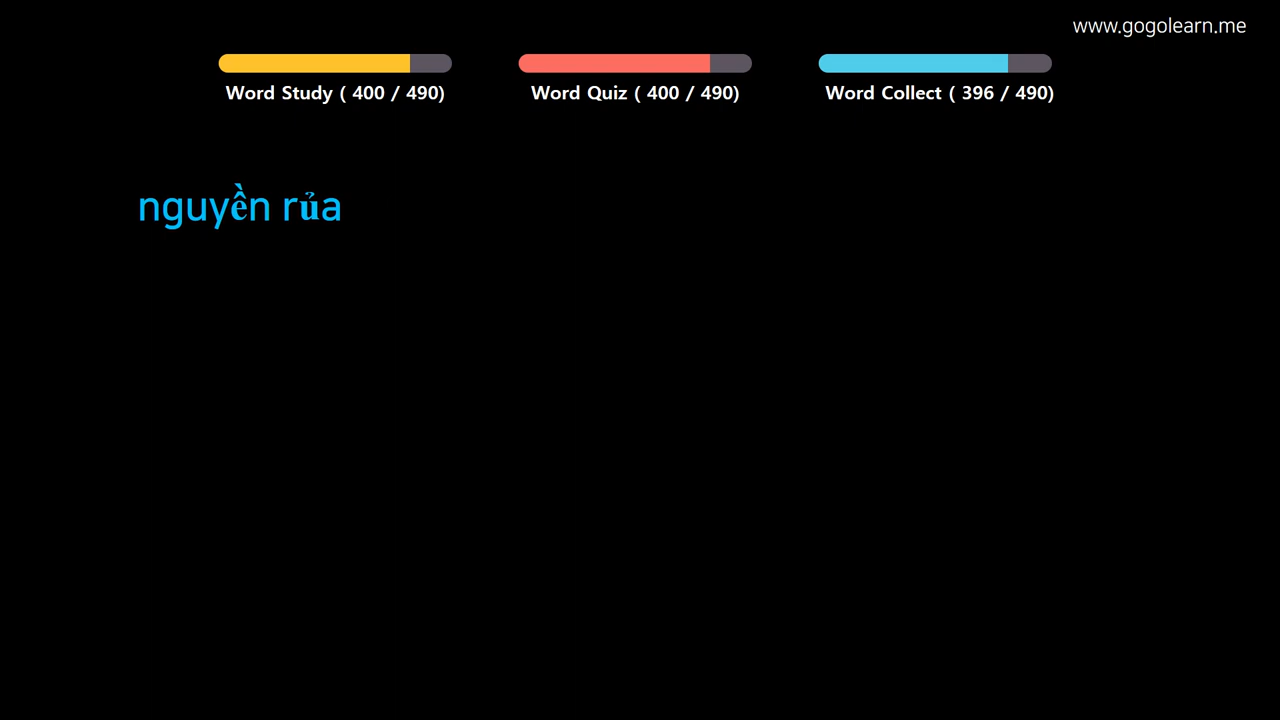 www.gogolearn.me
Word Study ( 400 / 490)
Word Quiz ( 400 / 490)
Word Collect ( 396 / 490)
nguyền rủa